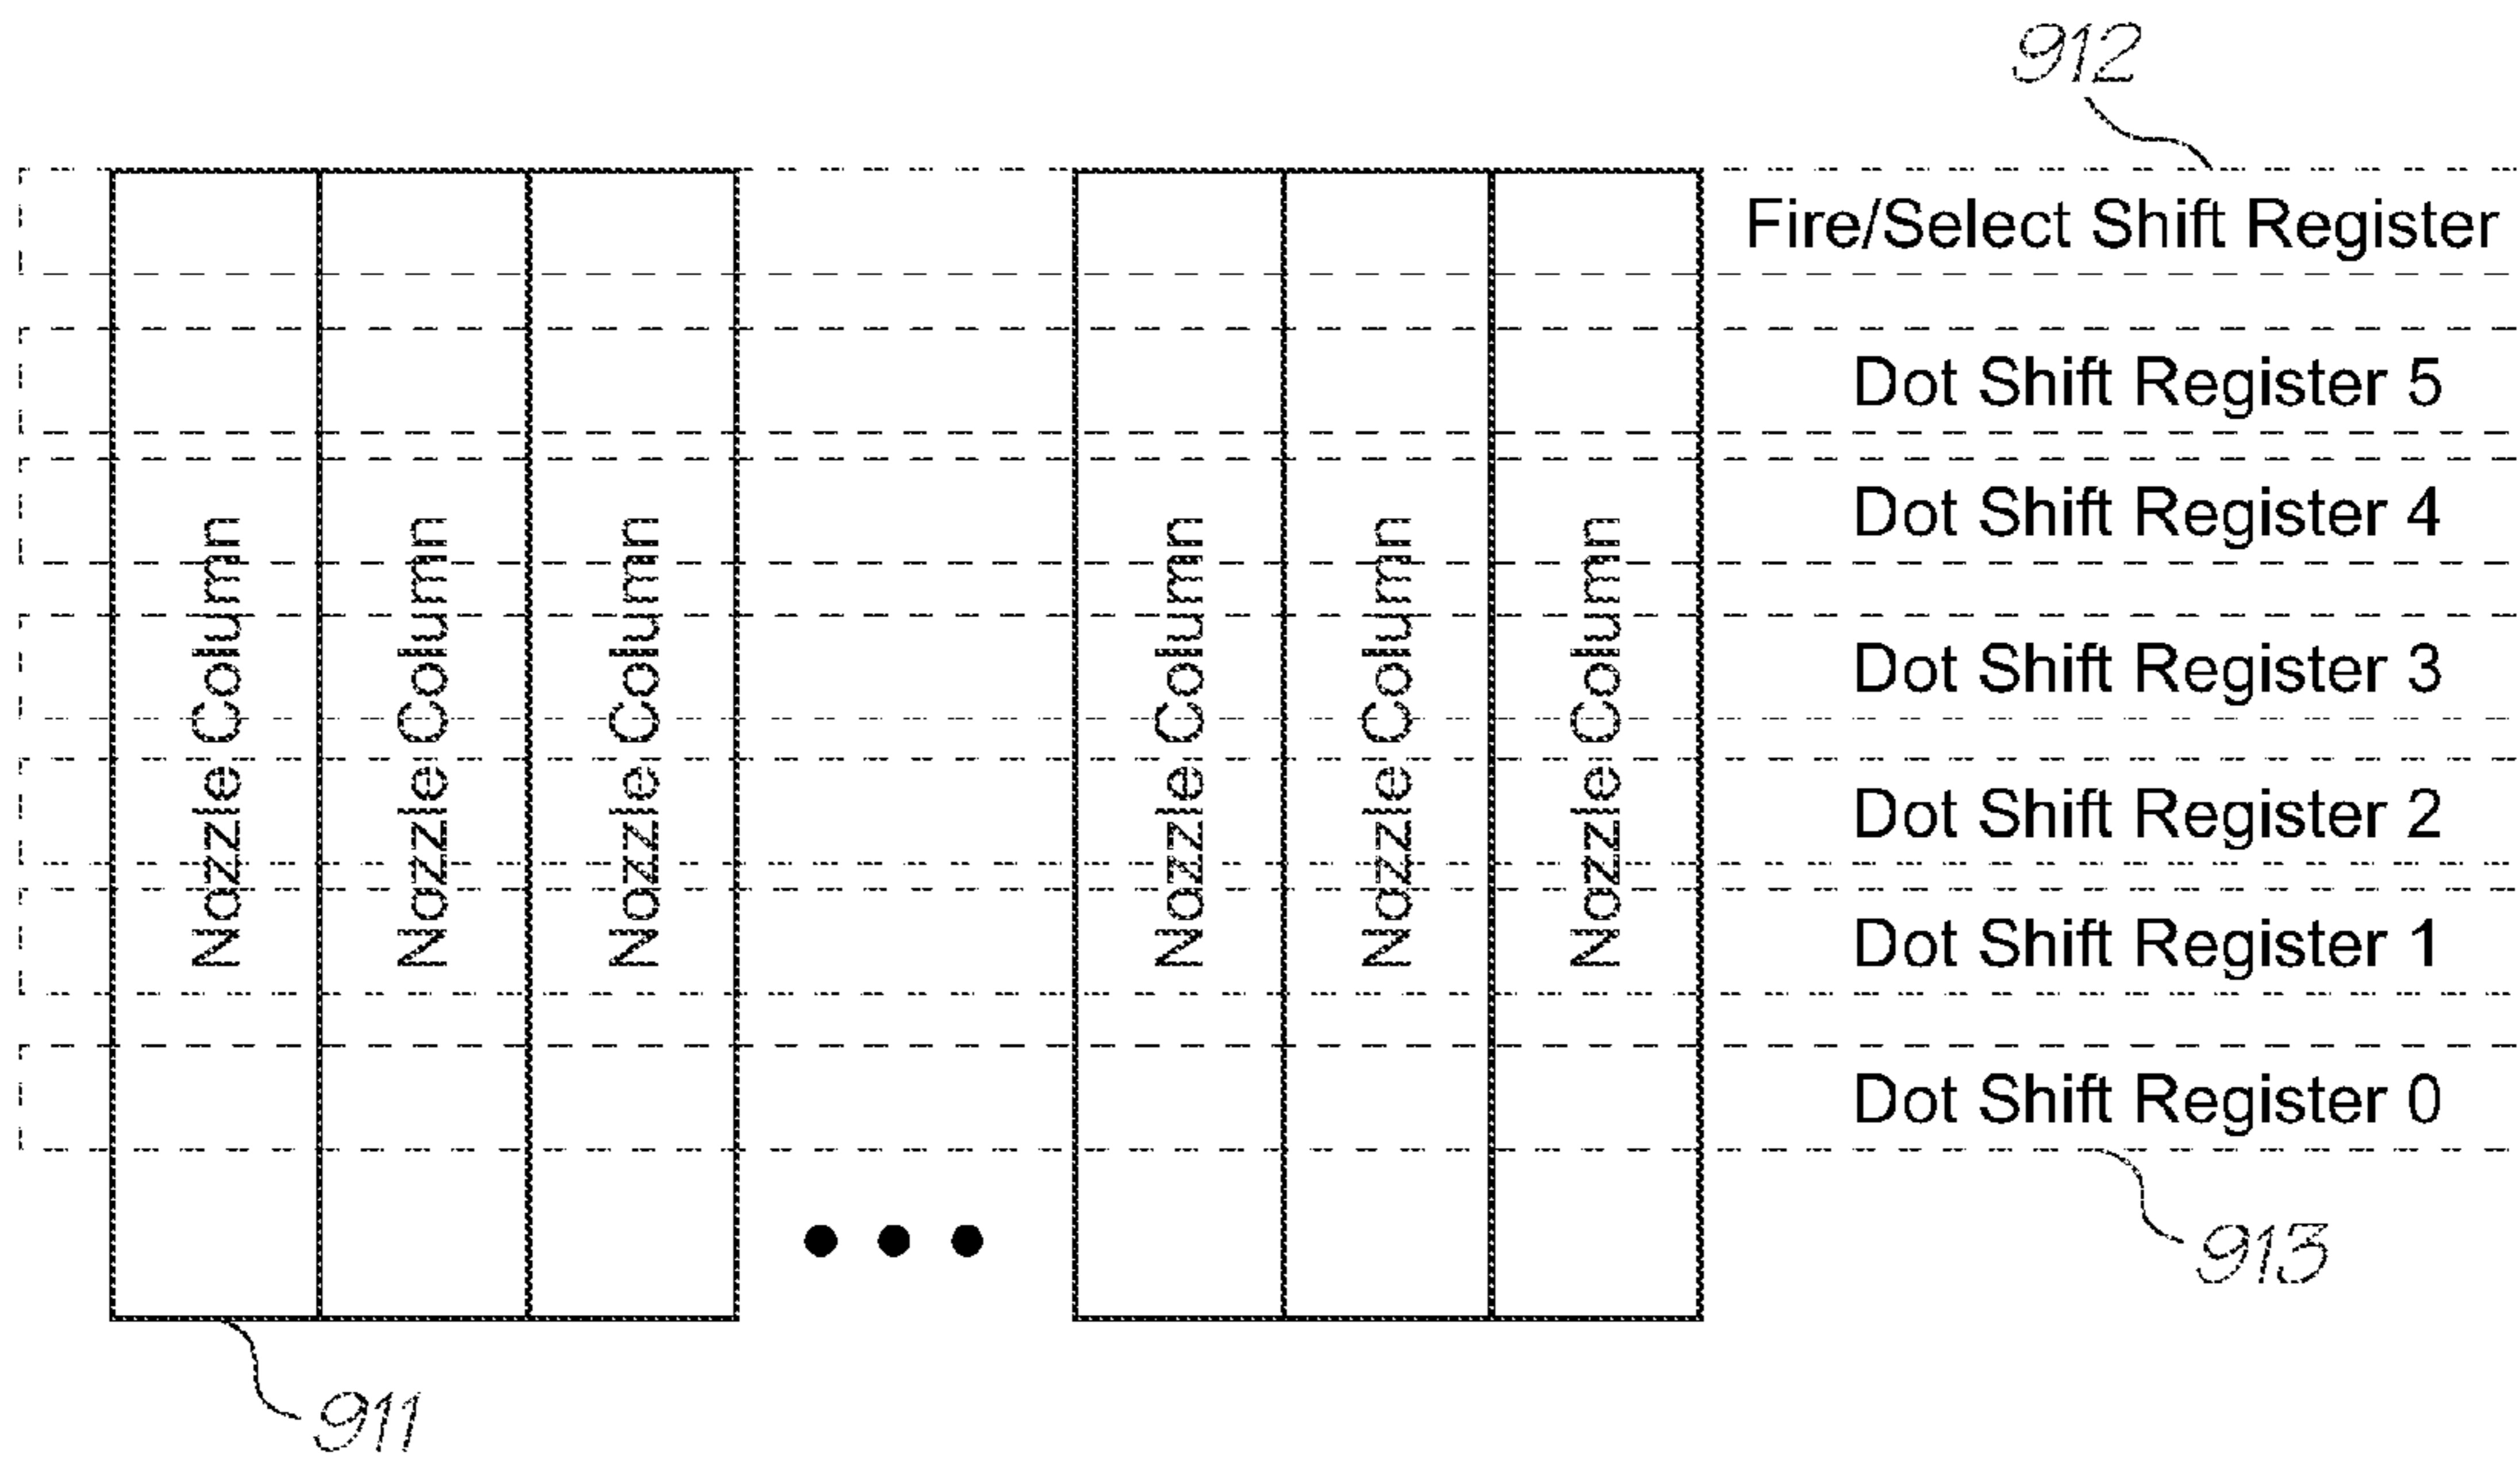 912
Fire/Select Shift Register
Dot Shift Register 5
Dot Shift Register 4
Dot Shift Register 3
Dot Shift Register 2
Dot Shift Register 1
Dot Shift Register 0
Nozzle Column
Nozzle Column
Nozzle Column
Nozzle Column
Nozzle Column
Nozzle Column
913
911